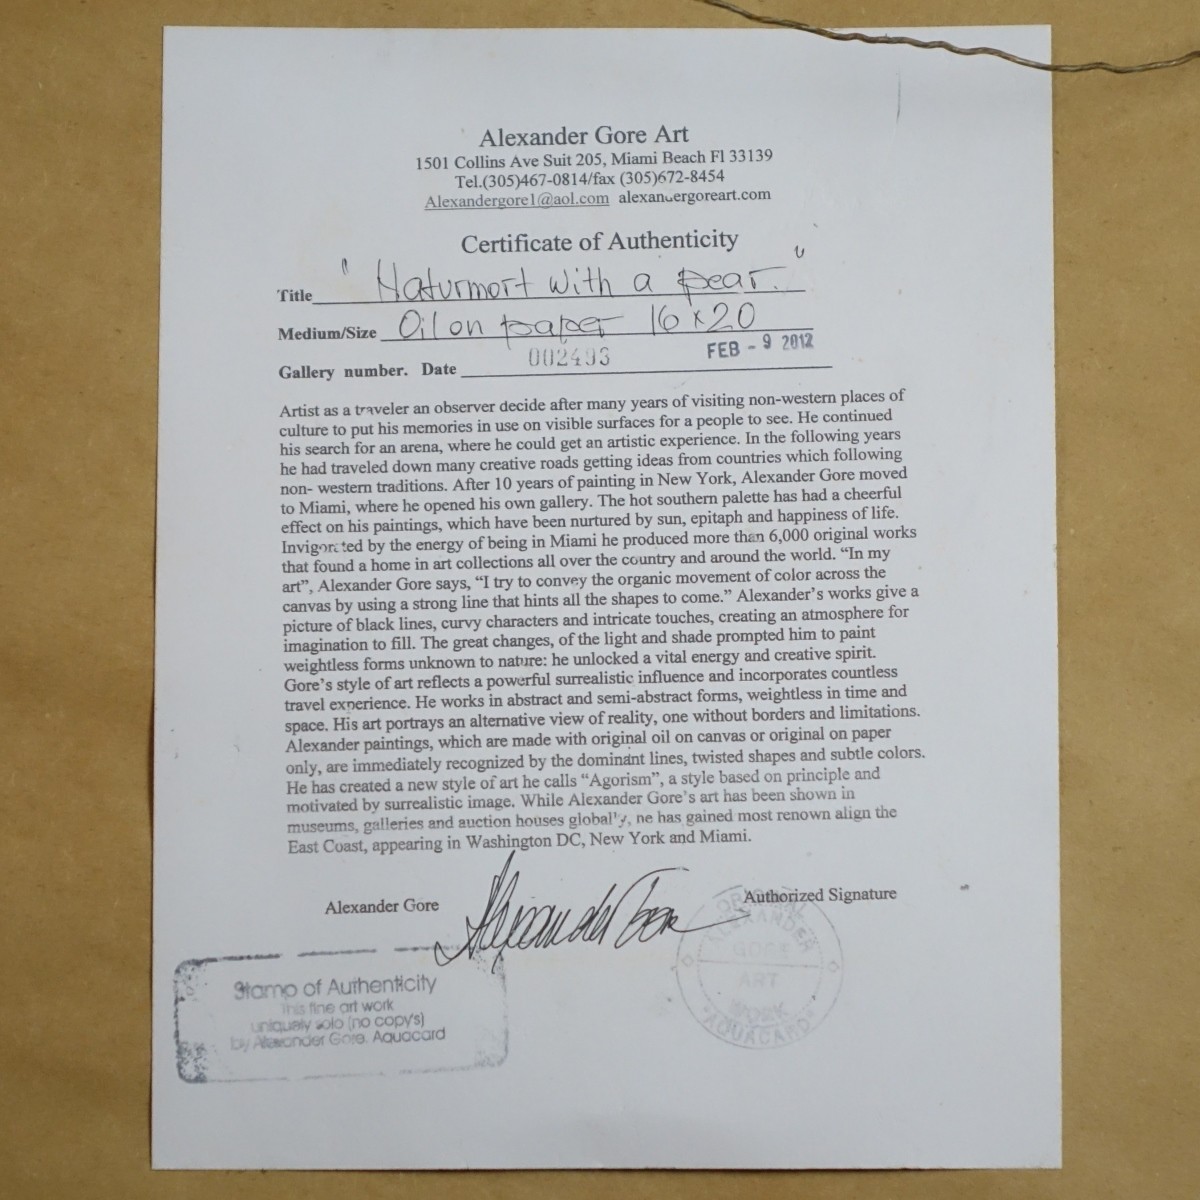 Alexander Gore Art
1501 Collins Ave Suit 205, Miami Beach Fl 33139
Tel.(305)467-0814/fax (305)672-8454
Alexandergore1@aol.com alexandergoreart.com
Certificate of Authenticity
Title "Naturmort with a pear."
Medium/Size Oil on paper 16x20
Gallery number. Date 002493 FEB - 9 2012
Artist as a traveler an observer decide after many years of visiting non-western places of
culture to put his memories in use on visible surfaces for a people to see. He continued
his search for an arena, where he could get an artistic experience. In the following years
he had traveled down many creative roads getting ideas from countries which following
non- western traditions. After 10 years of painting in New York, Alexander Gore moved
to Miami, where he opened his own gallery. The hot southern palette has had a cheerful
effect on his paintings, which have been nurtured by sun, epitaph and happiness of life.
Invigorated by the energy of being in Miami he produced more than 6,000 original works
that found a home in art collections all over the country and around the world. “In my
art”, Alexander Gore says, “I try to convey the organic movement of color across the
canvas by using a strong line that hints all the shapes to come.” Alexander’s works give a
picture of black lines, curvy characters and intricate touches, creating an atmosphere for
imagination to fill. The great changes, of the light and shade prompted him to paint
weightless forms unknown to nature: he unlocked a vital energy and creative spirit.
Gore’s style of art reflects a powerful surrealistic influence and incorporates countless
travel experience. He works in abstract and semi-abstract forms, weightless in time and
space. His art portrays an alternative view of reality, one without borders and limitations.
Alexander paintings, which are made with original oil on canvas or original on paper
only, are immediately recognized by the dominant lines, twisted shapes and subtle colors.
He has created a new style of art he calls “Agorism”, a style based on principle and
motivated by surrealistic image. While Alexander Gore’s art has been shown in
museums, galleries and auction houses globally, he has gained most renown align the
East Coast, appearing in Washington DC, New York and Miami.
Alexander Gore Alexander Gore Authorized Signature
Stamp of Authenticity
This fine art work
uniquely solo (no copy's)
by Alexander Gore. Aquacard
ORIGINAL
ALEXANDER
GORE
ART
WORK
"AQUACARD"